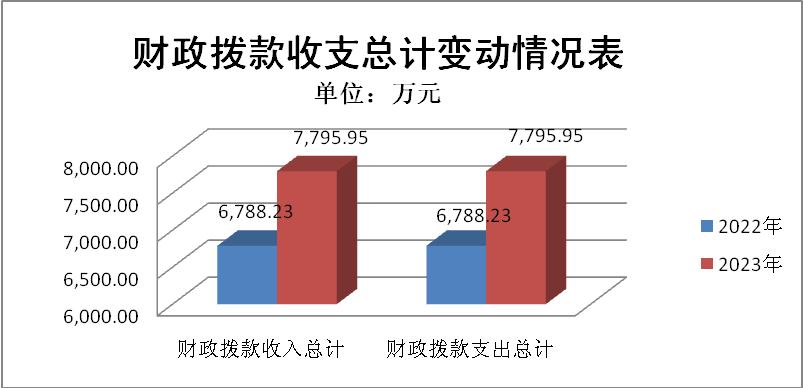 财政拨款收支总计变动情况表
单位：万元
7,795.95
7,795.95
8,000.00
7,500.00
6,788.23
6,788.23
7,000.00
6,500.00
6,000.00
2022年
2023年
财政拨款收入总计
财政拨款支出总计